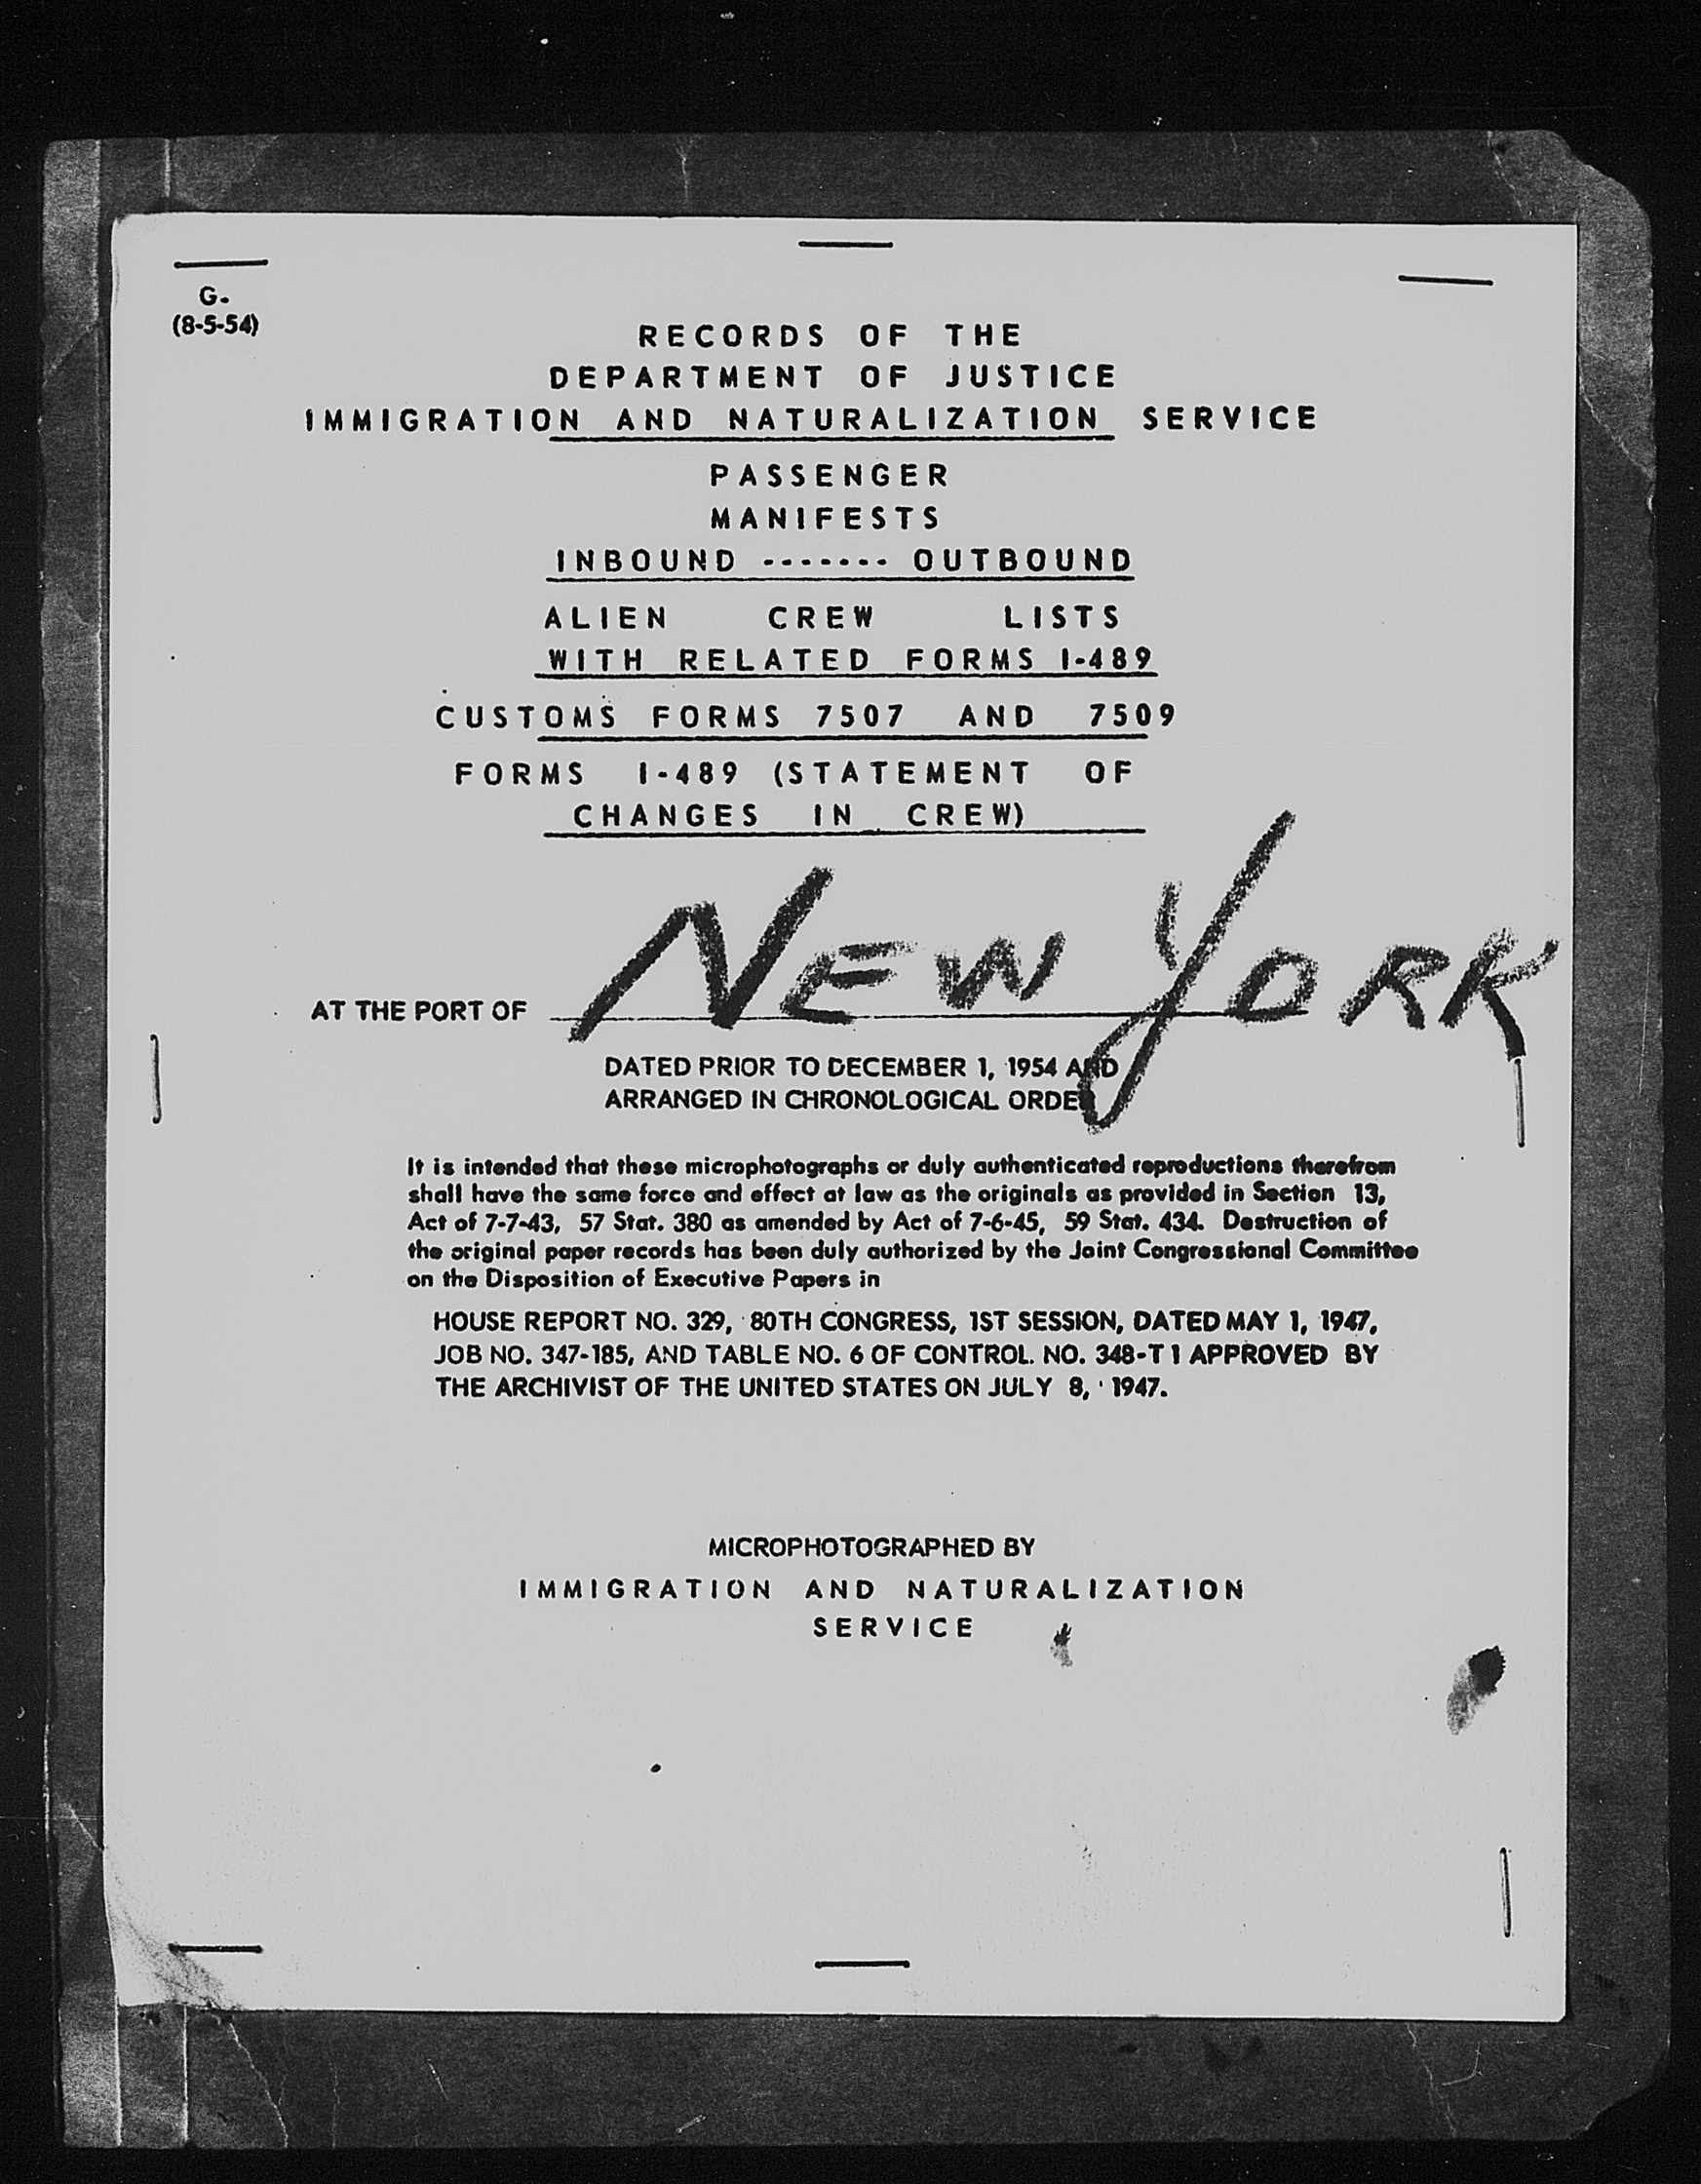 G-
(8-5-54)
RECORDS OF THE
DEPARTMENT OF JUSTICE
IMMIGRATION AND NATURALIZATION SERVICE
PASSENGER
MANIFESTS
INBOUND ------- OUTBOUND
ALIEN CREW LISTS
WITH RELATED FORMS I-489
CUSTOMS FORMS 7507 AND 7509
FORMS I-489 (STATEMENT OF
CHANGES IN CREW)
AT THE PORT OF NEW YORK
DATED PRIOR TO DECEMBER 1, 1954 AND
ARRANGED IN CHRONOLOGICAL ORDER
It is intended that these microphotographs or duly authenticated reproductions therefrom
shall have the same force and effect at law as the originals as provided in Section 13,
Act of 7-7-43, 57 Stat. 380 as amended by Act of 7-6-45, 59 Stat. 434. Destruction of
the original paper records has been duly authorized by the Joint Congressional Committee
on the Disposition of Executive Papers in
HOUSE REPORT NO. 329, 80TH CONGRESS, 1ST SESSION, DATED MAY 1, 1947,
JOB NO. 347-185, AND TABLE NO. 6 OF CONTROL. NO. 348-T 1 APPROVED BY
THE ARCHIVIST OF THE UNITED STATES ON JULY 8, 1947.
MICROPHOTOGRAPHED BY
IMMIGRATION AND NATURALIZATION
SERVICE